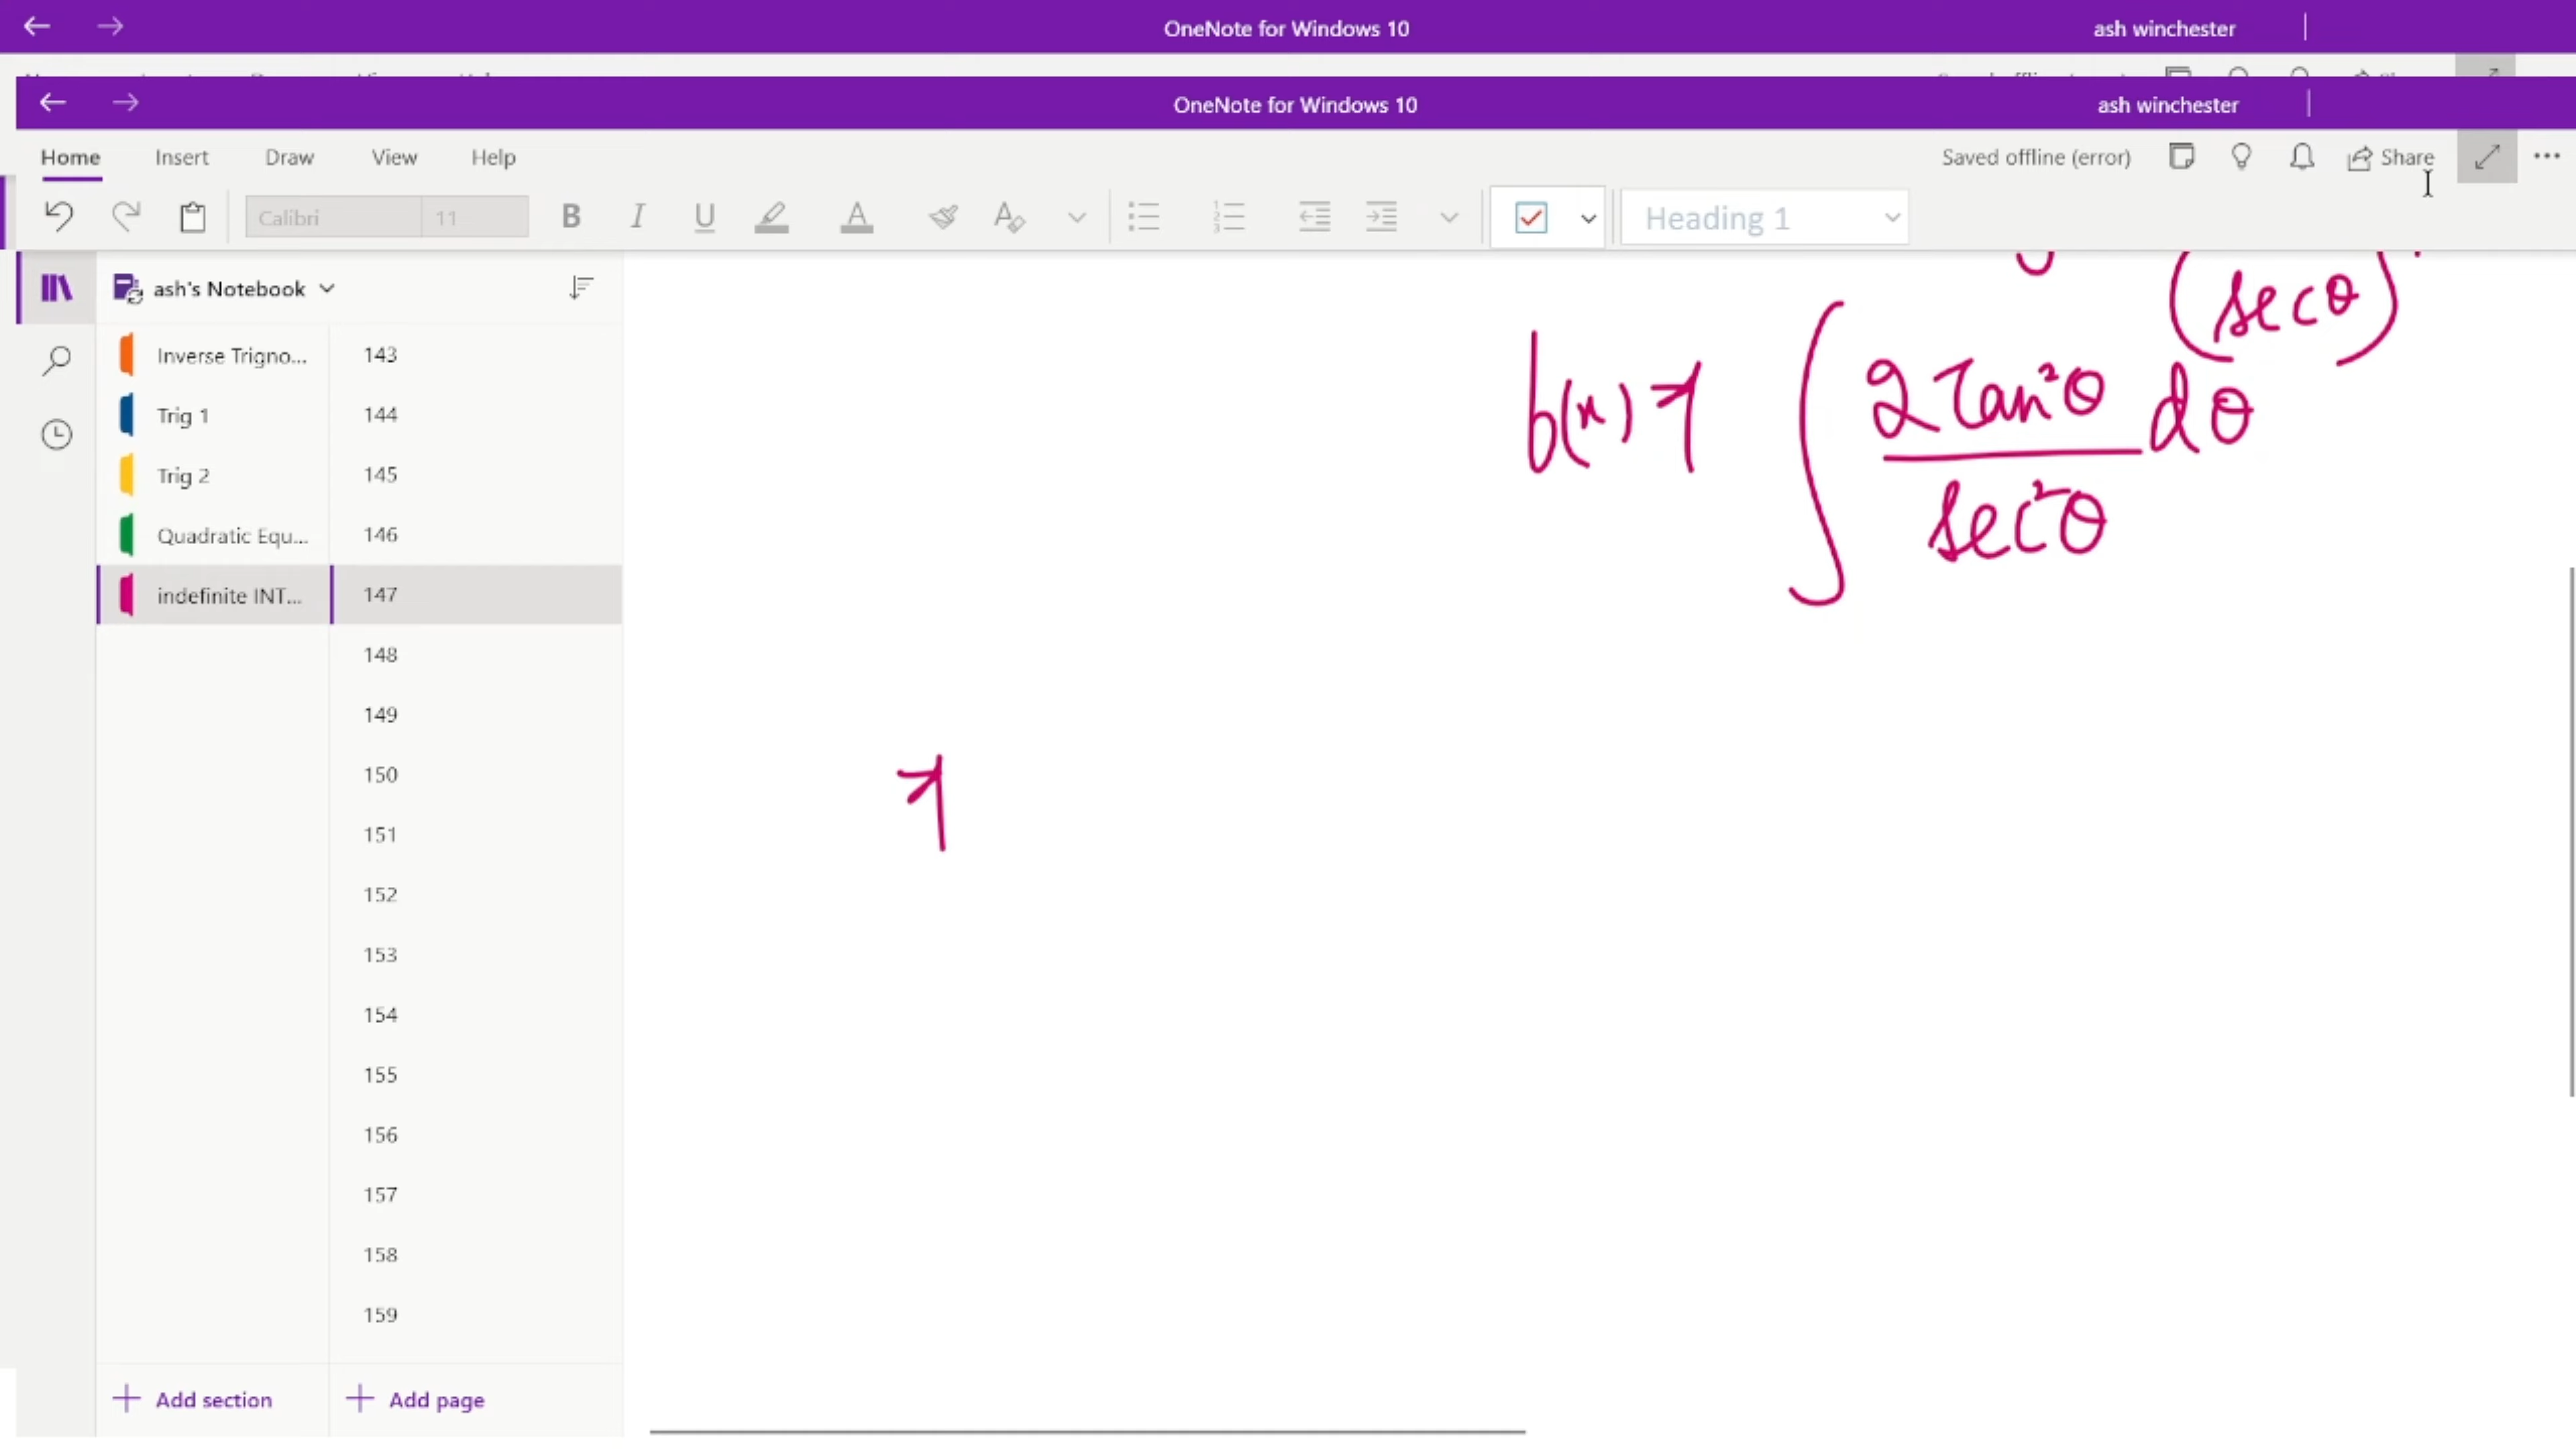 OneNote for Windows 10 ash winchester
OneNote for Windows 10 ash winchester
Home Insert Draw View Help Saved offline (error) Share
Calibri 11 B I U Heading 1
ash's Notebook
Inverse Trigno... 143
Trig 1 144
Trig 2 145
Quadratic Equ... 146
indefinite INT... 147
148
149
150
151
152
153
154
155
156
157
158
159
Add section Add page
(secθ)
b(x) ∫ 2 Tan²θ dθ
sec²θ